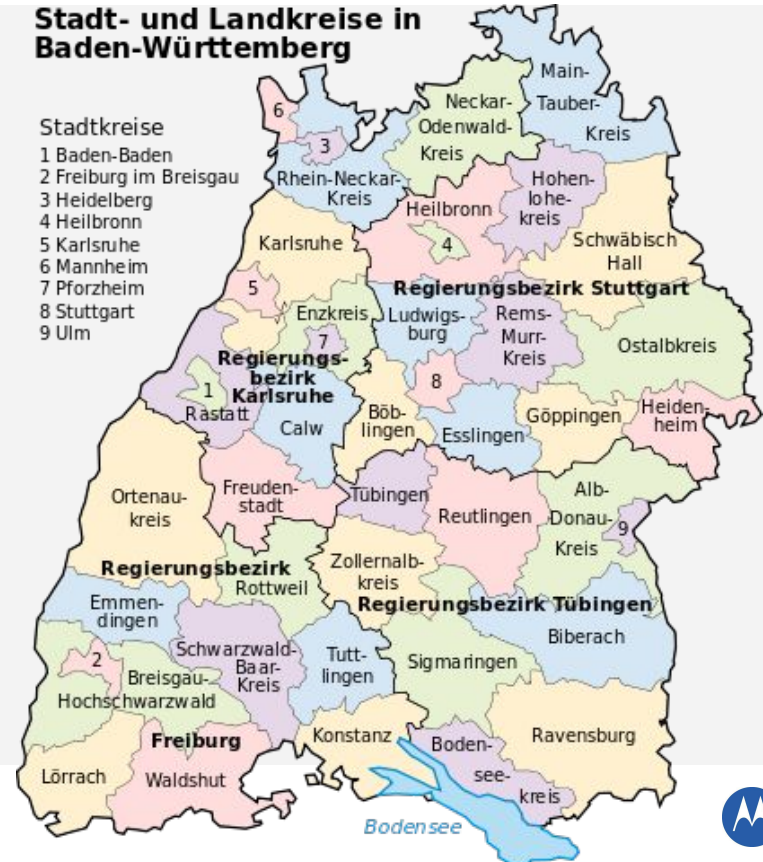 Stadt- und Landkreise in
Baden-Württemberg
Stadtkreise
1 Baden-Baden
2 Freiburg im Breisgau
3 Heidelberg
4 Heilbronn
5 Karlsruhe
6 Mannheim
7 Pforzheim
8 Stuttgart
9 Ulm
Main-
Tauber-
Kreis
Neckar-
Odenwald-
Kreis
6
3
Rhein-Neckar-
Kreis
Hohen-
lohe-
kreis
Heilbronn
4
Karlsruhe
Schwäbisch
Hall
5
Regierungsbezirk Stuttgart
Enzkreis
7
Ludwigs-
burg
Rems-
Murr-
Kreis
Ostalbkreis
Regierungs-
bezirk
Karlsruhe
1
Rastatt
8
Calw
Böb-
lingen
Esslingen
Göppingen
Heiden-
heim
Ortenau-
kreis
Freuden-
stadt
Tübingen
Reutlingen
Alb-
Donau-
Kreis
9
Regierungsbezirk
Rottweil
Zollernalb-
kreis
Regierungsbezirk Tübingen
Emmen-
dingen
Biberach
2
Schwarzwald-
Baar-
Kreis
Tutt-
lingen
Sigmaringen
Breisgau-
Hochschwarzwald
Freiburg
Konstanz
Boden-
see-
kreis
Ravensburg
Lörrach
Waldshut
Bodensee